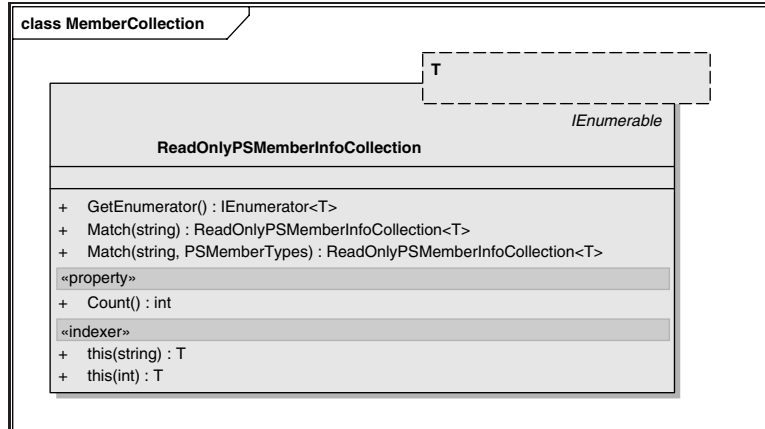 class MemberCollection
T
IEnumerable
ReadOnlyPSMemberInfoCollection
+ GetEnumerator() : IEnumerator<T>
+ Match(string) : ReadOnlyPSMemberInfoCollection<T>
+ Match(string, PSMemberTypes) : ReadOnlyPSMemberInfoCollection<T>
«property»
+ Count() : int
«indexer»
+ this(string) : T
+ this(int) : T